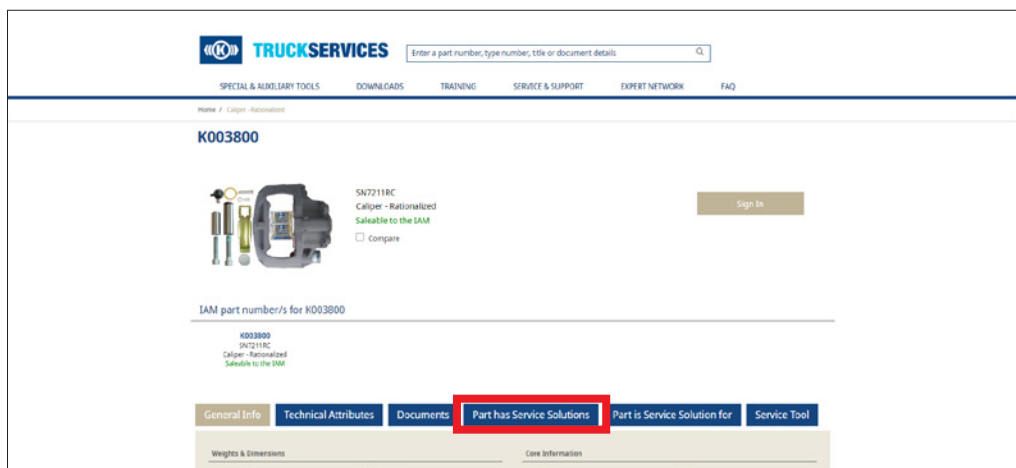 K TRUCKSERVICES
Enter a part number, type number, title or document details
SPECIAL & AUXILIARY TOOLS DOWNLOADS TRAINING SERVICE & SUPPORT EXPERT NETWORK FAQ
Home / Caliper - Rationalized
K003800
SN7211RC
Caliper - Rationalized
Saleable to the IAM
Compare
Sign In
IAM part number/s for K003800
K003800
SN7211RC
Caliper - Rationalized
Saleable to the IAM
General Info Technical Attributes Documents Part has Service Solutions Part is Service Solution for Service Tool
Weights & Dimensions Core Information